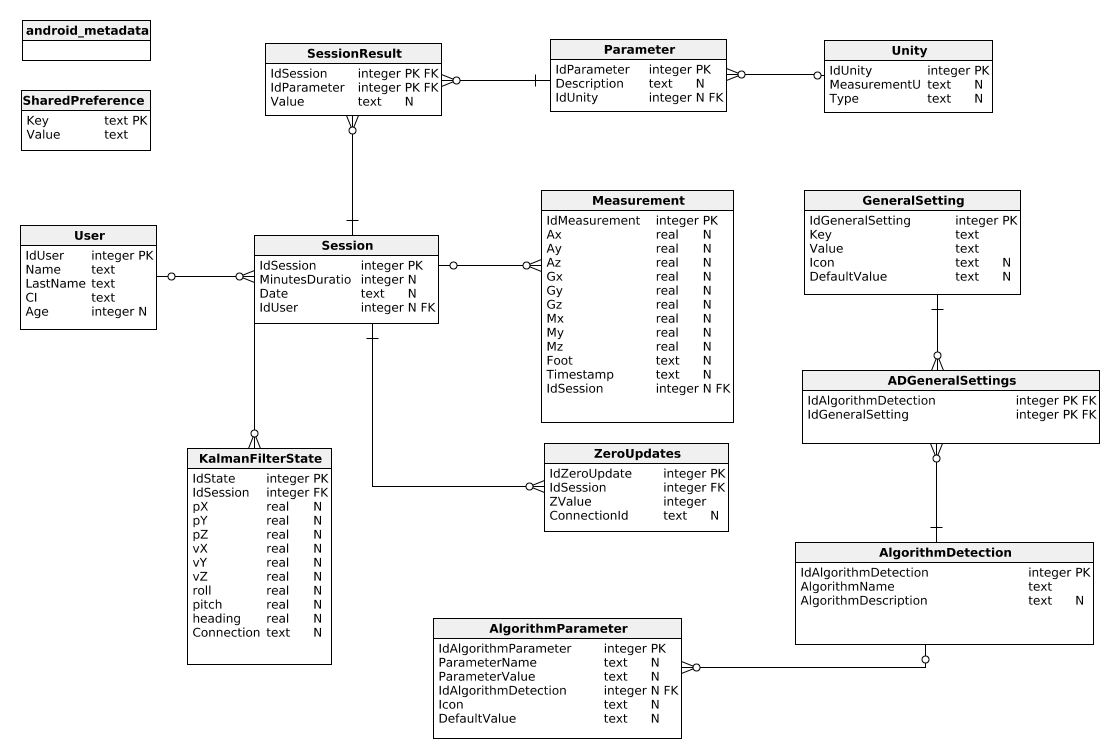 android_metadata
SharedPreference
Key text PK
Value text
SessionResult
IdSession integer PK FK
IdParameter integer PK FK
Value text N
Parameter
IdParameter integer PK
Description text N
IdUnity integer N FK
Unity
IdUnity integer PK
MeasurementU text N
Type text N
User
IdUser integer PK
Name text
LastName text
CI text
Age integer N
Session
IdSession integer PK
MinutesDuratio integer N
Date text N
IdUser integer N FK
Measurement
IdMeasurement integer PK
Ax real N
Ay real N
Az real N
Gx real N
Gy real N
Gz real N
Mx real N
My real N
Mz real N
Foot text N
Timestamp text N
IdSession integer N FK
GeneralSetting
IdGeneralSetting integer PK
Key text
Value text
Icon text N
DefaultValue text N
ADGeneralSettings
IdAlgorithmDetection integer PK FK
IdGeneralSetting integer PK FK
KalmanFilterState
IdState integer PK
IdSession integer FK
pX real N
pY real N
pZ real N
vX real N
vY real N
vZ real N
roll real N
pitch real N
heading real N
Connection text N
ZeroUpdates
IdZeroUpdate integer PK
IdSession integer FK
ZValue integer
ConnectionId text N
AlgorithmDetection
IdAlgorithmDetection integer PK
AlgorithmName text
AlgorithmDescription text N
AlgorithmParameter
IdAlgorithmParameter integer PK
ParameterName text N
ParameterValue text N
IdAlgorithmDetection integer N FK
Icon text N
DefaultValue text N